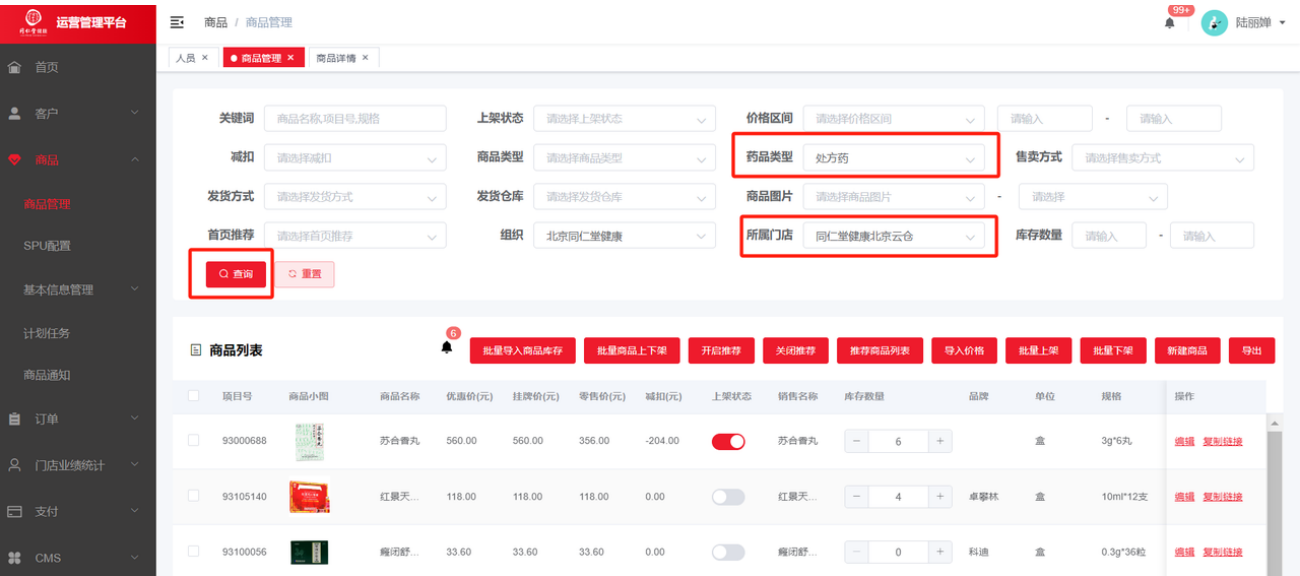 运营管理平台
商品 / 商品管理
99+
陆丽婵
人员 ×
商品管理 ×
商品详情 ×
首页
客户
商品
商品管理
SPU配置
基本信息管理
计划任务
商品通知
订单
门店业绩统计
支付
CMS
关键词 商品名称,项目号,规格 上架状态 请选择上架状态 价格区间 请选择价格区间 请输入 - 请输入
减扣 请选择减扣 商品类型 请选择商品类型 药品类型 处方药 售卖方式 请选择售卖方式
发货方式 请选择发货方式 发货仓库 请选择发货仓库 商品图片 请选择商品图片 - 请选择
首页推荐 请选择首页推荐 组织 北京同仁堂健康 所属门店 同仁堂健康北京云仓 库存数量 请输入 - 请输入
查询 重置
商品列表 6 批量导入商品库存 批量商品上下架 开启推荐 关闭推荐 推荐商品列表 导入价格 批量上架 批量下架 新建商品 导出
项目号 商品小图 商品名称 优惠价(元) 挂牌价(元) 零售价(元) 减扣(元) 上架状态 销售名称 库存数量 品牌 单位 规格 操作
93000688 苏合香丸 560.00 560.00 356.00 -204.00 苏合香丸 - 6 + 盒 3g*6丸 编辑 复制链接
93105140 红景天... 118.00 118.00 118.00 0.00 红景天... - 4 + 卓攀林 盒 10ml*12支 编辑 复制链接
93100056 癃闭舒... 33.60 33.60 33.60 0.00 癃闭舒... - 0 + 科迪 盒 0.3g*36粒 编辑 复制链接